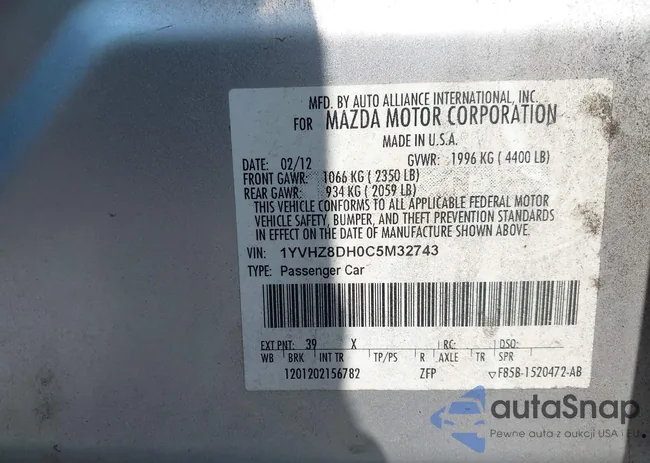 MFD. BY AUTO ALLIANCE INTERNATIONAL, INC.
FOR MAZDA MOTOR CORPORATION
MADE IN U.S.A.
DATE: 02/12 GVWR: 1996 KG ( 4400 LB)
FRONT GAWR: 1066 KG ( 2350 LB)
REAR GAWR: 934 KG ( 2059 LB)
THIS VEHICLE CONFORMS TO ALL APPLICABLE FEDERAL MOTOR
VEHICLE SAFETY, BUMPER, AND THEFT PREVENTION STANDARDS
IN EFFECT ON THE DATE OF MANUFACTURE SHOWN ABOVE.
VIN: 1YVHZ8DH0C5M32743
TYPE: Passenger Car
EXT PNT: 39 X RC: DSO:
WB BRK INT TR TP/PS R AXLE TR SPR
1201202156782 ZFP ▽F85B-1520472-AB
autaSnap
Pewne auta z aukcji USA i EU